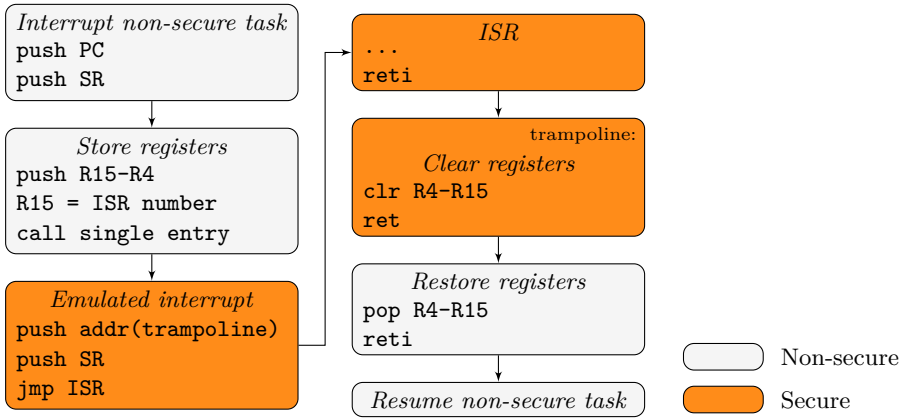 Interrupt non-secure task
push PC
push SR
Store registers
push R15-R4
R15 = ISR number
call single entry
Emulated interrupt
push addr(trampoline)
push SR
jmp ISR
ISR
...
reti
trampoline:
Clear registers
clr R4-R15
ret
Restore registers
pop R4-R15
reti
Resume non-secure task
Non-secure
Secure